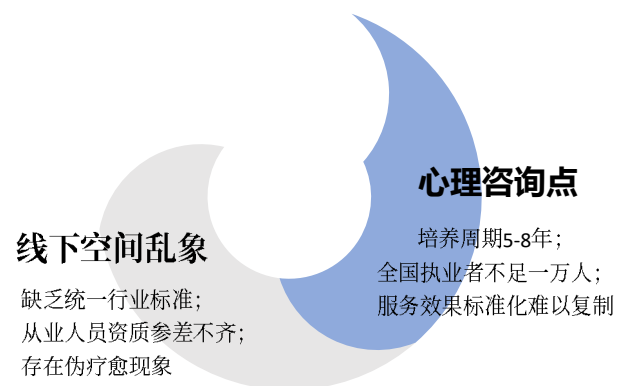 心理咨询点
培养周期5-8年；
全国执业者不足一万人；
服务效果标准化难以复制
线下空间乱象
缺乏统一行业标准；
从业人员资质参差不齐；
存在伪疗愈现象